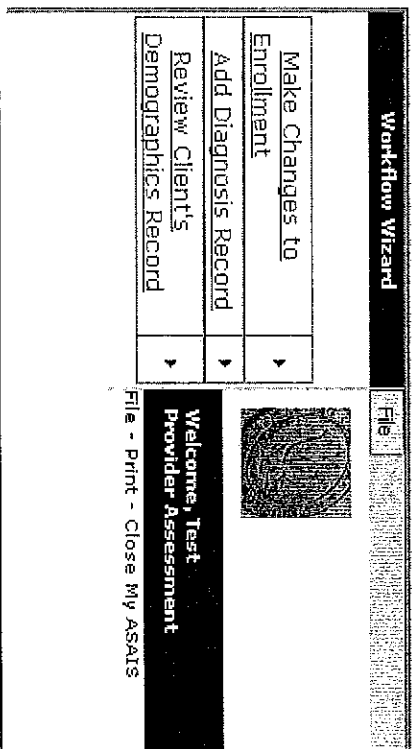 Workflow Wizard
Make Changes to
Enrollment
Add Diagnosis Record
Review Client's
Demographics Record
File
Welcome, Test
Provider Assessment
File - Print - Close My ASAIS